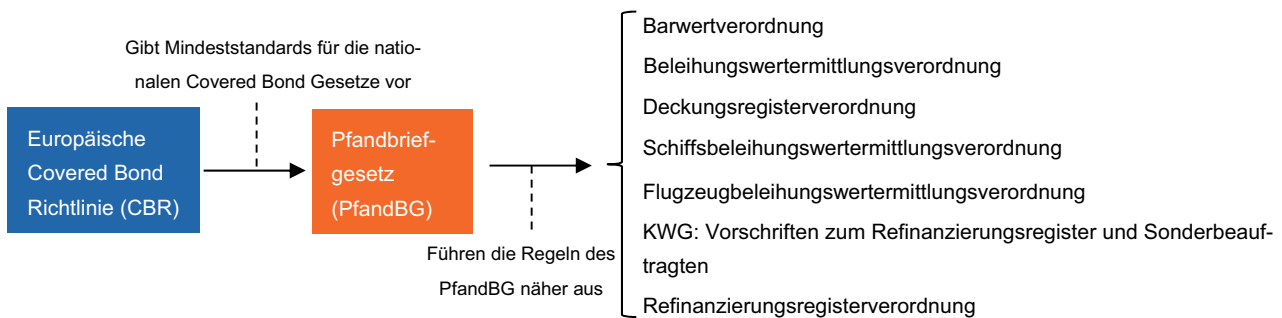 Gibt Mindeststandards für die natio-
nalen Covered Bond Gesetze vor
Europäische
Covered Bond
Richtlinie (CBR)
Pfandbrief-
gesetz
(PfandBG)
Führen die Regeln des
PfandBG näher aus
Barwertverordnung
Beleihungswertermittlungsverordnung
Deckungsregisterverordnung
Schiffsbeleihungswertermittlungsverordnung
Flugzeugbeleihungswertermittlungsverordnung
KWG: Vorschriften zum Refinanzierungsregister und Sonderbeauf-
tragten
Refinanzierungsregisterverordnung